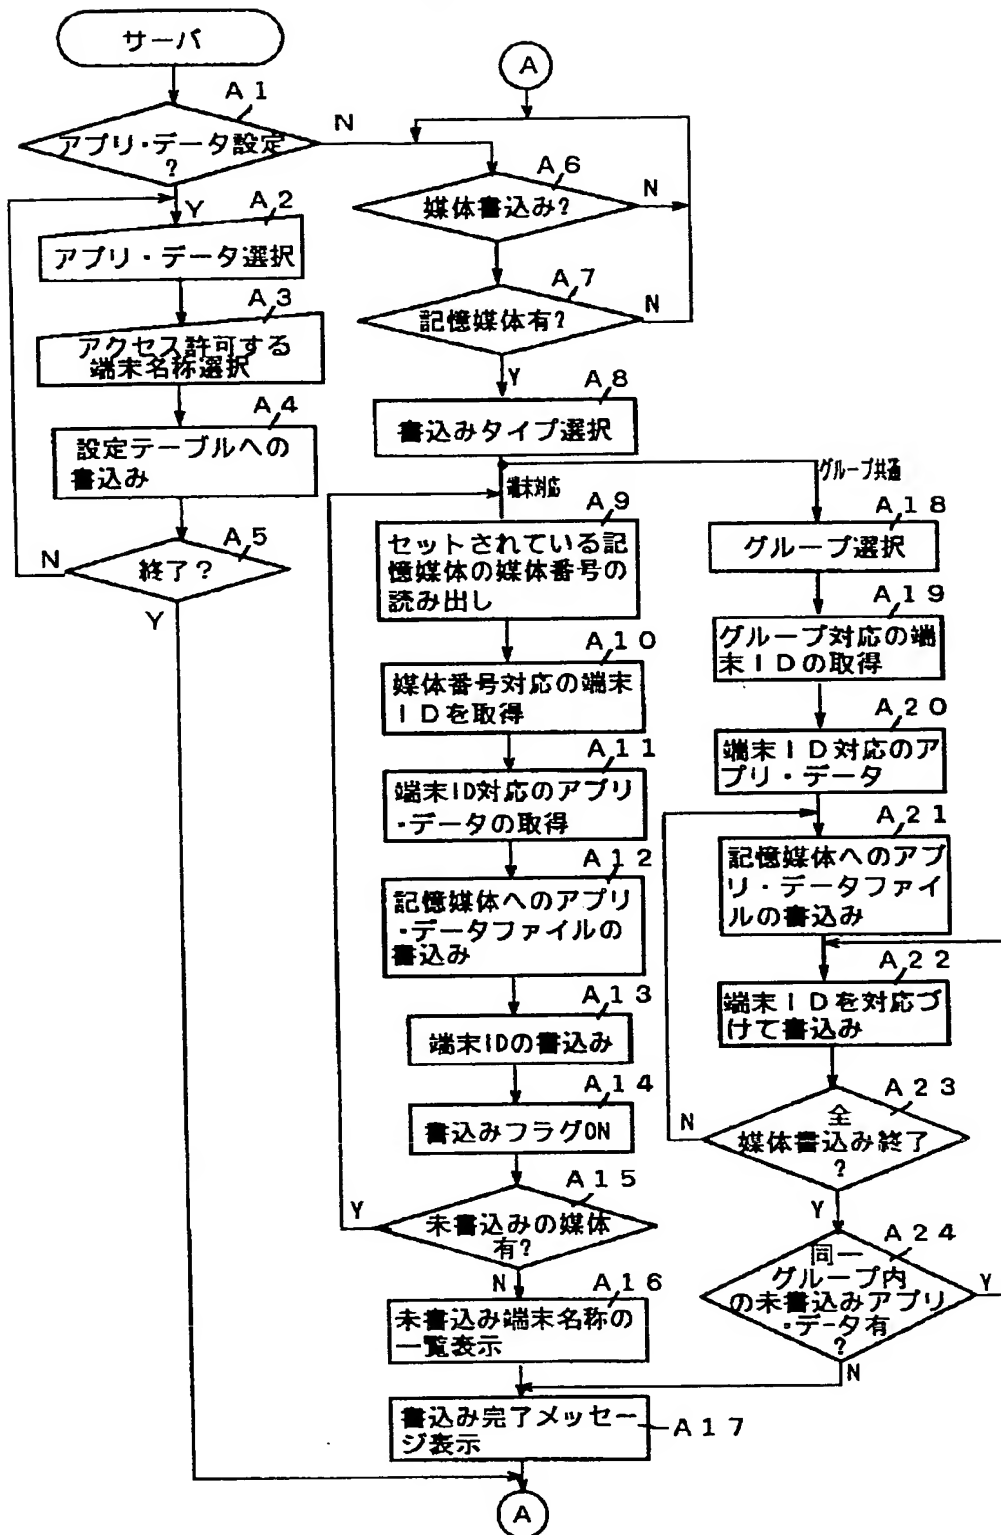 サーバ
A1
アプリ・データ設定
?
N
Y
A2
アプリ・データ選択
A3
アクセス許可する
端末名称選択
A4
設定テーブルへの
書込み
A5
終了?
N
Y
A
A6
媒体書込み?
N
A7
記憶媒体有?
N
Y
A8
書込みタイプ選択
端末対応
グループ共通
A9
セットされている記
憶媒体の媒体番号の
読み出し
A10
媒体番号対応の端末
IDを取得
A11
端末ID対応のアプリ
・データの取得
A12
記憶媒体へのアプリ
・データファイルの
書込み
A13
端末IDの書込み
A14
書込みフラグON
A15
未書込みの媒体
有?
Y
N
A16
未書込み端末名称の
一覧表示
A18
グループ選択
A19
グループ対応の端
末IDの取得
A20
端末ID対応のア
プリ・データ
A21
記憶媒体へのアプ
リ・データファイ
ルの書込み
A22
端末IDを対応づ
けて書込み
A23
全
媒体書込み終了
?
N
Y
A24
同一
グループ内
の未書込みアプリ
・データ有
?
Y
N
書込み完了メッセー
ジ表示
A17
A